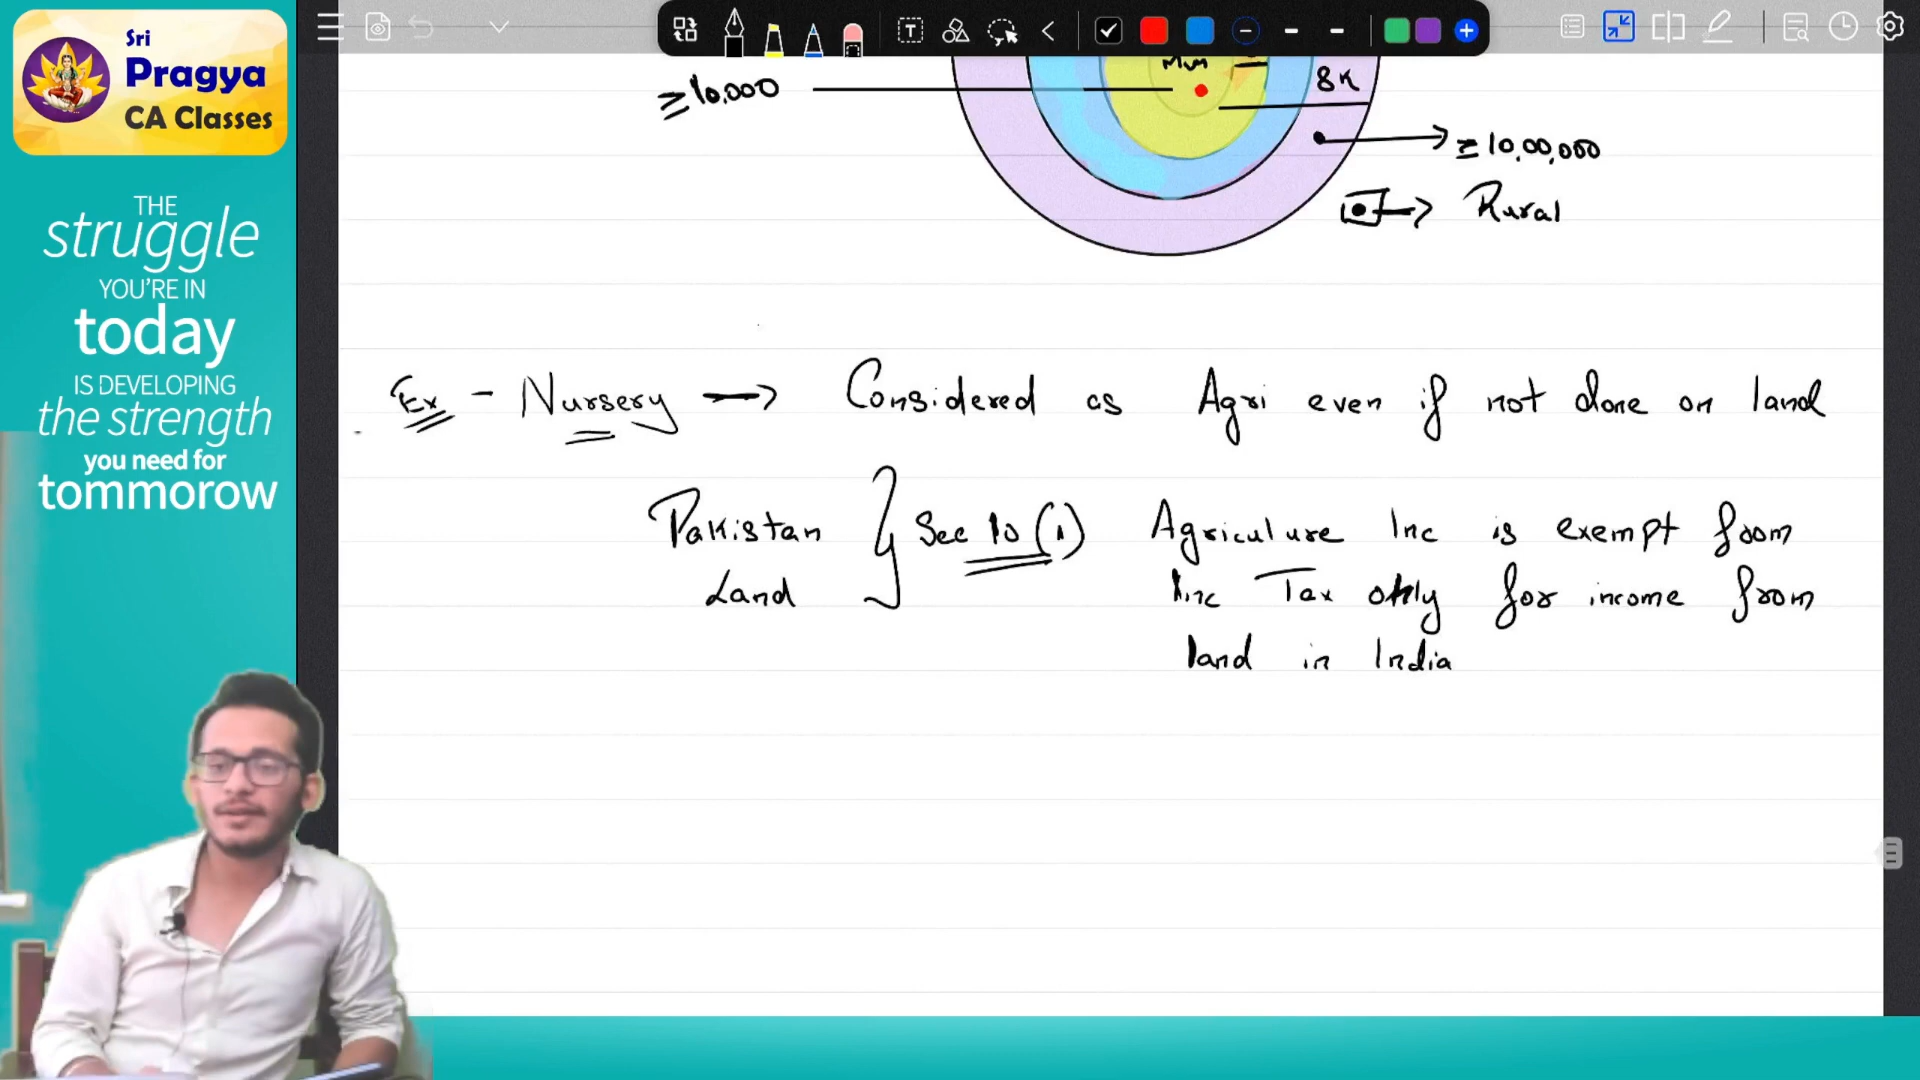 Sri
Pragya
CA Classes
THE
struggle
YOU'RE IN
today
IS DEVELOPING
the strength
you need for
tommorow
Mun
8K
≥10,000
≥10,00,000
Rural
Ex - Nursery → Considered as Agri even if not done on land
Pakistan Land } Sec 10 (1) Agriculure Inc is exempt from
Inc Tax only for income from
land in India